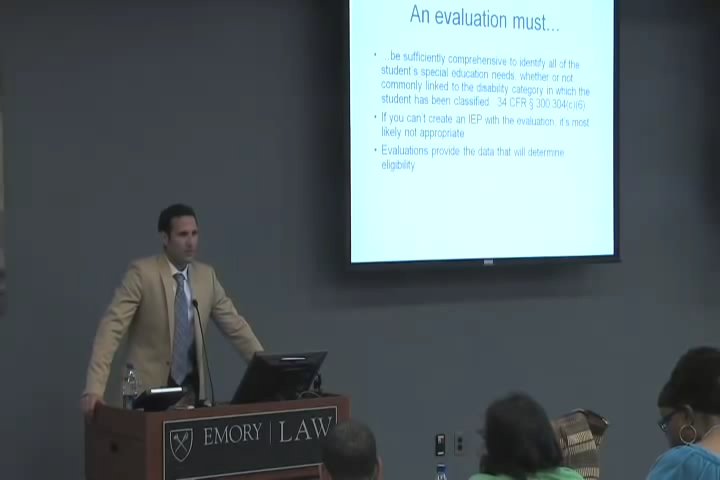 An evaluation must...
• ...be sufficiently comprehensive to identify all of the
student's special education needs, whether or not
commonly linked to the disability category in which the
student has been classified. 34 CFR § 300.304(c)(6)
• If you can't create an IEP with the evaluation, it's most
likely not appropriate
• Evaluations provide the data that will determine
eligibility
EMORY | LAW